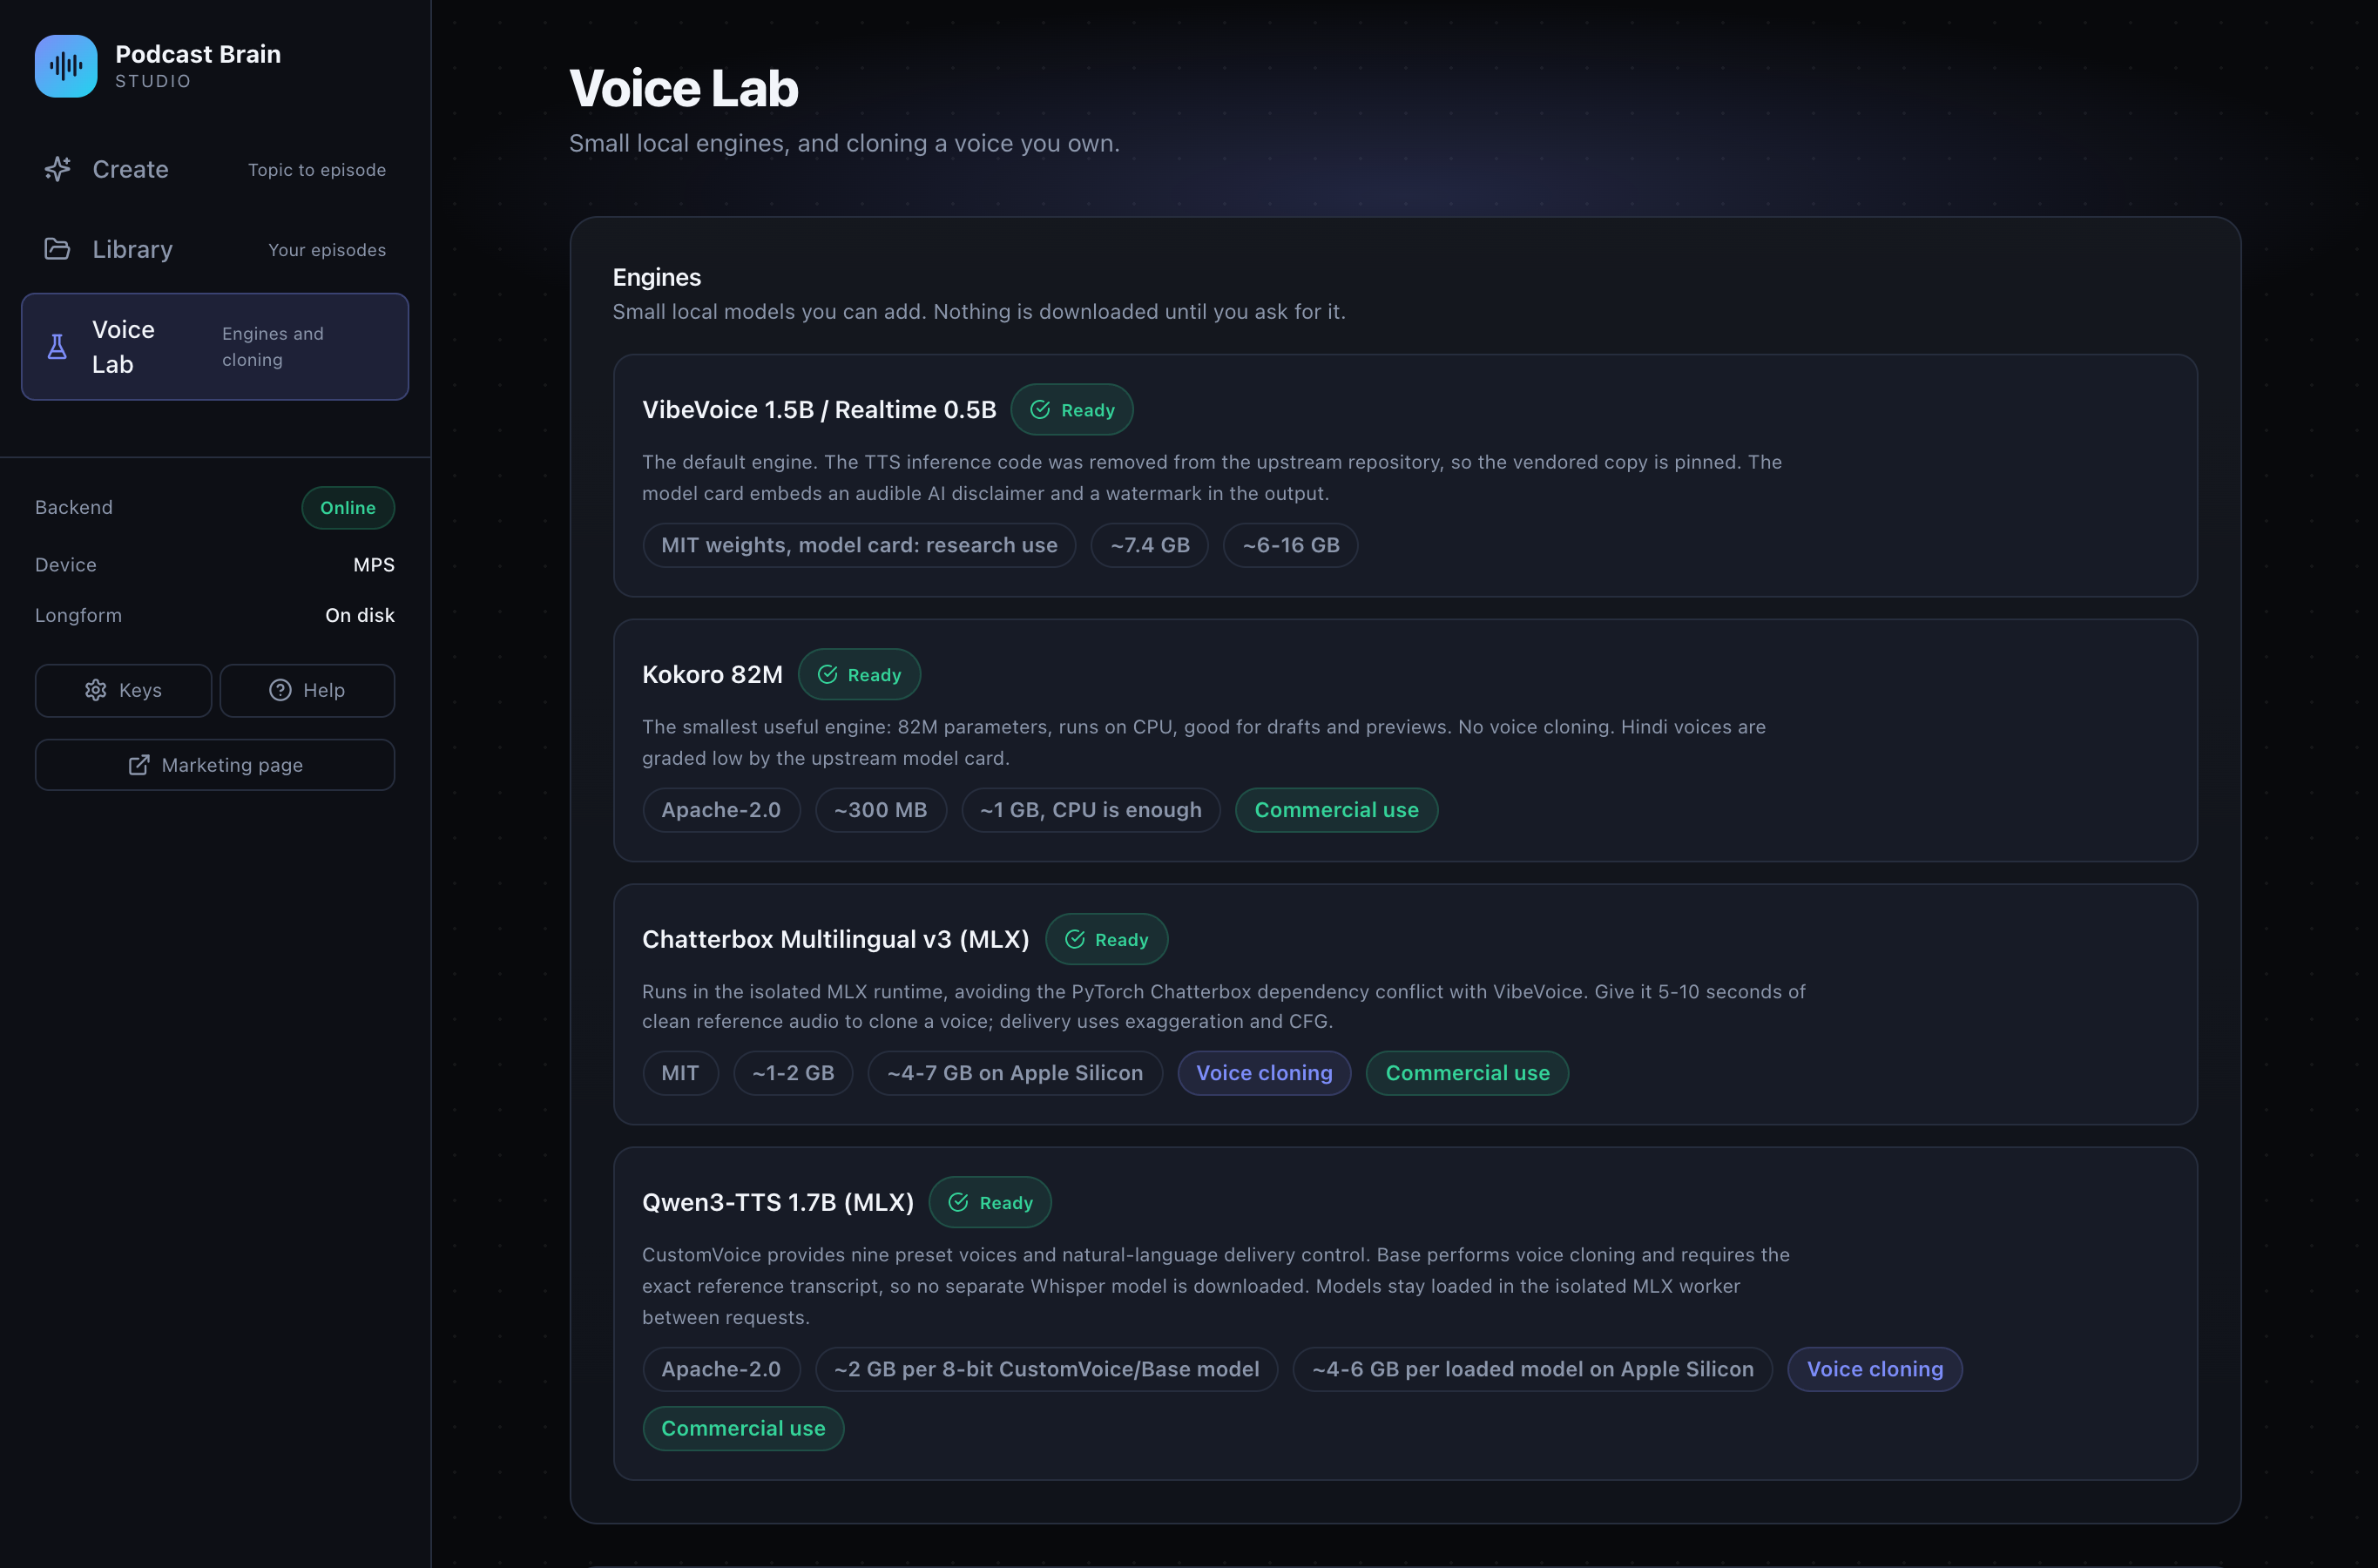 Podcast Brain
STUDIO
Create
Topic to episode
Library
Your episodes
Voice
Lab
Engines and
cloning
Backend
Online
Device
MPS
Longform
On disk
Keys
Help
Marketing page
Voice Lab
Small local engines, and cloning a voice you own.
Engines
Small local models you can add. Nothing is downloaded until you ask for it.
VibeVoice 1.5B / Realtime 0.5B
Ready
The default engine. The TTS inference code was removed from the upstream repository, so the vendored copy is pinned. The
model card embeds an audible AI disclaimer and a watermark in the output.
MIT weights, model card: research use
~7.4 GB
~6-16 GB
Kokoro 82M
Ready
The smallest useful engine: 82M parameters, runs on CPU, good for drafts and previews. No voice cloning. Hindi voices are
graded low by the upstream model card.
Apache-2.0
~300 MB
~1 GB, CPU is enough
Commercial use
Chatterbox Multilingual v3 (MLX)
Ready
Runs in the isolated MLX runtime, avoiding the PyTorch Chatterbox dependency conflict with VibeVoice. Give it 5-10 seconds of
clean reference audio to clone a voice; delivery uses exaggeration and CFG.
MIT
~1-2 GB
~4-7 GB on Apple Silicon
Voice cloning
Commercial use
Qwen3-TTS 1.7B (MLX)
Ready
CustomVoice provides nine preset voices and natural-language delivery control. Base performs voice cloning and requires the
exact reference transcript, so no separate Whisper model is downloaded. Models stay loaded in the isolated MLX worker
between requests.
Apache-2.0
~2 GB per 8-bit CustomVoice/Base model
~4-6 GB per loaded model on Apple Silicon
Voice cloning
Commercial use